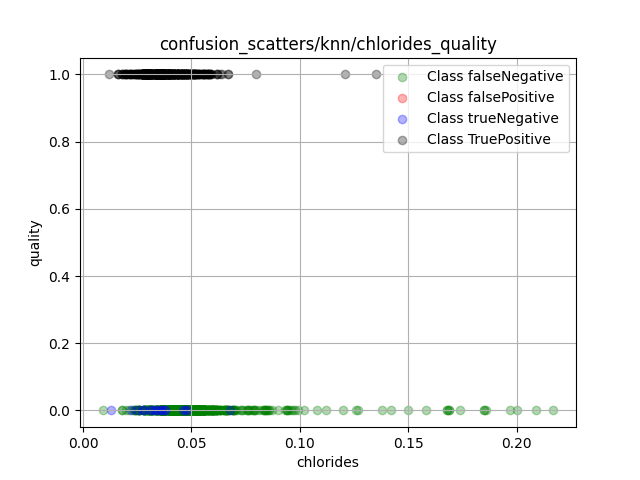 confusion_scatters/knn/chlorides_quality
Class falseNegative
Class falsePositive
Class trueNegative
Class TruePositive
1.0
0.8
0.6
0.4
0.2
0.0
quality
0.00 0.05 0.10 0.15 0.20
chlorides